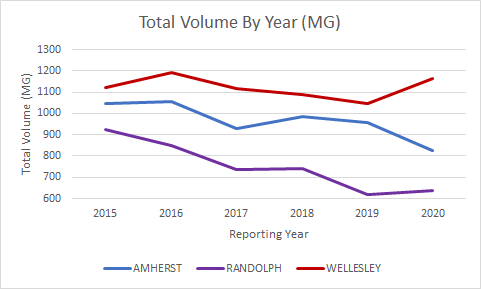 Total Volume By Year (MG)
Total Volume (MG)
1300
1200
1100
1000
900
800
700
600
2015 2016 2017 2018 2019 2020
Reporting Year
AMHERST RANDOLPH WELLESLEY